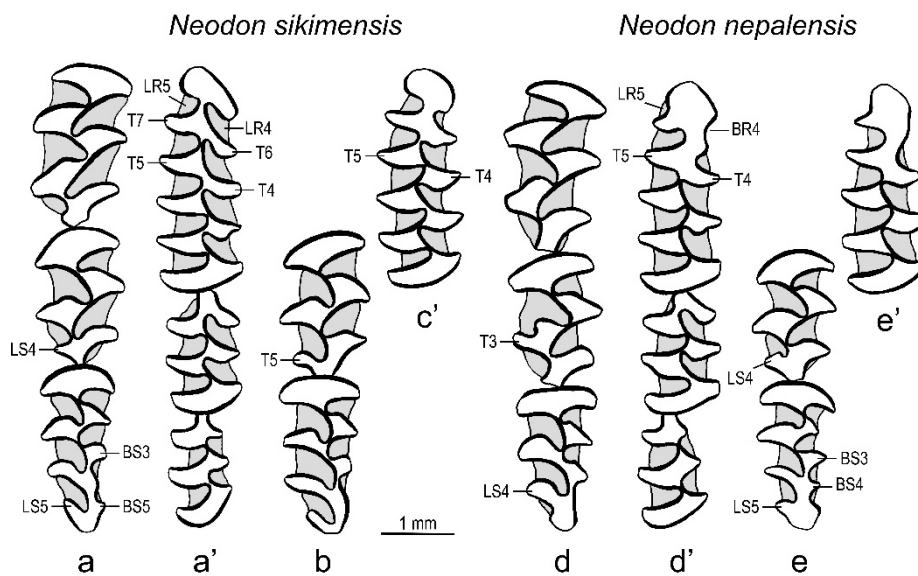 Neodon sikimensis
Neodon nepalensis
LR5
T7
T5
LR4
T6
T4
T5
T4
c’
LR5
T5
BR4
T4
e’
LS4
T5
T3
LS4
BS3
LS5
BS5
LS4
BS3
BS4
LS5
1 mm
a
a’
b
d
d’
e